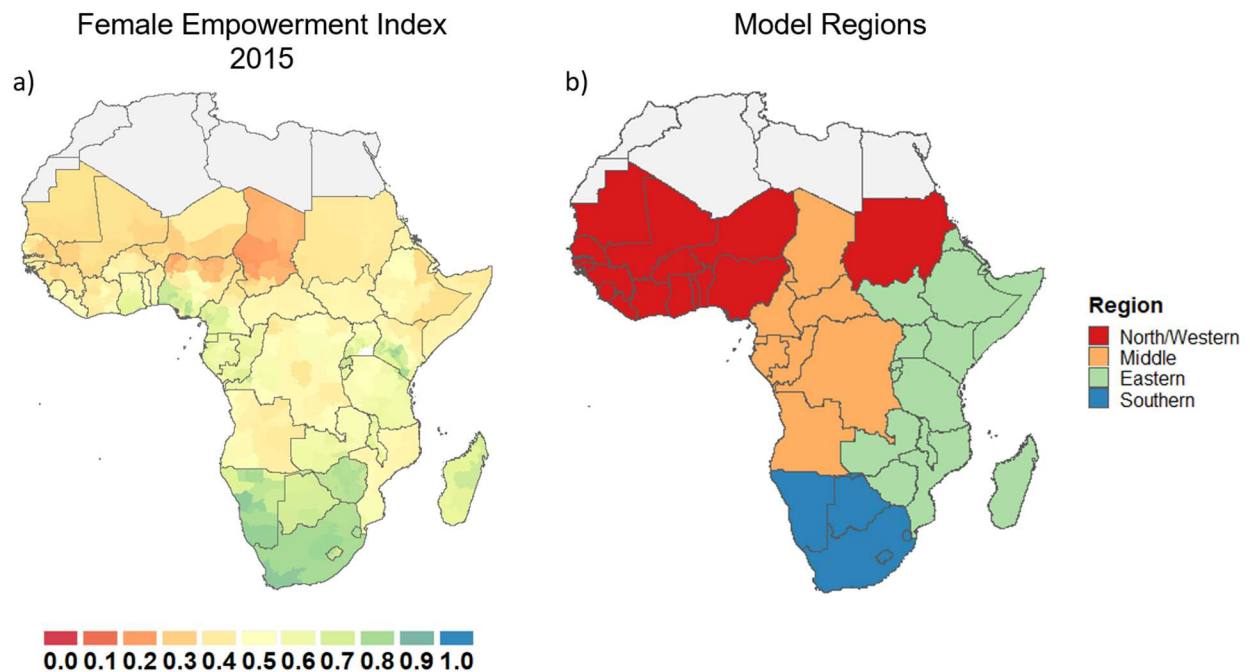 Female Empowerment Index
2015
Model Regions
a)
b)
Region
North/Western
Middle
Eastern
Southern
0.0 0.1 0.2 0.3 0.4 0.5 0.6 0.7 0.8 0.9 1.0